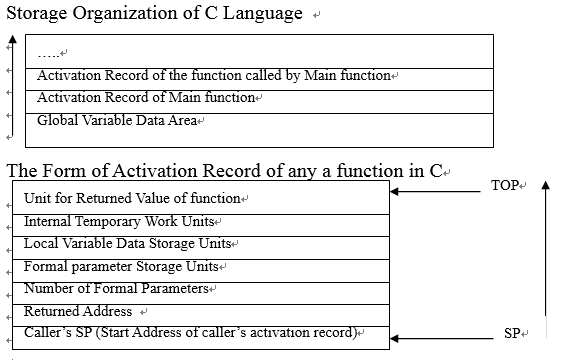 Storage Organization of C Language
…..
Activation Record of the function called by Main function
Activation Record of Main function
Global Variable Data Area
The Form of Activation Record of any a function in C
TOP
Unit for Returned Value of function
Internal Temporary Work Units
Local Variable Data Storage Units
Formal parameter Storage Units
Number of Formal Parameters
Returned Address
Caller’s SP (Start Address of caller’s activation record)
SP